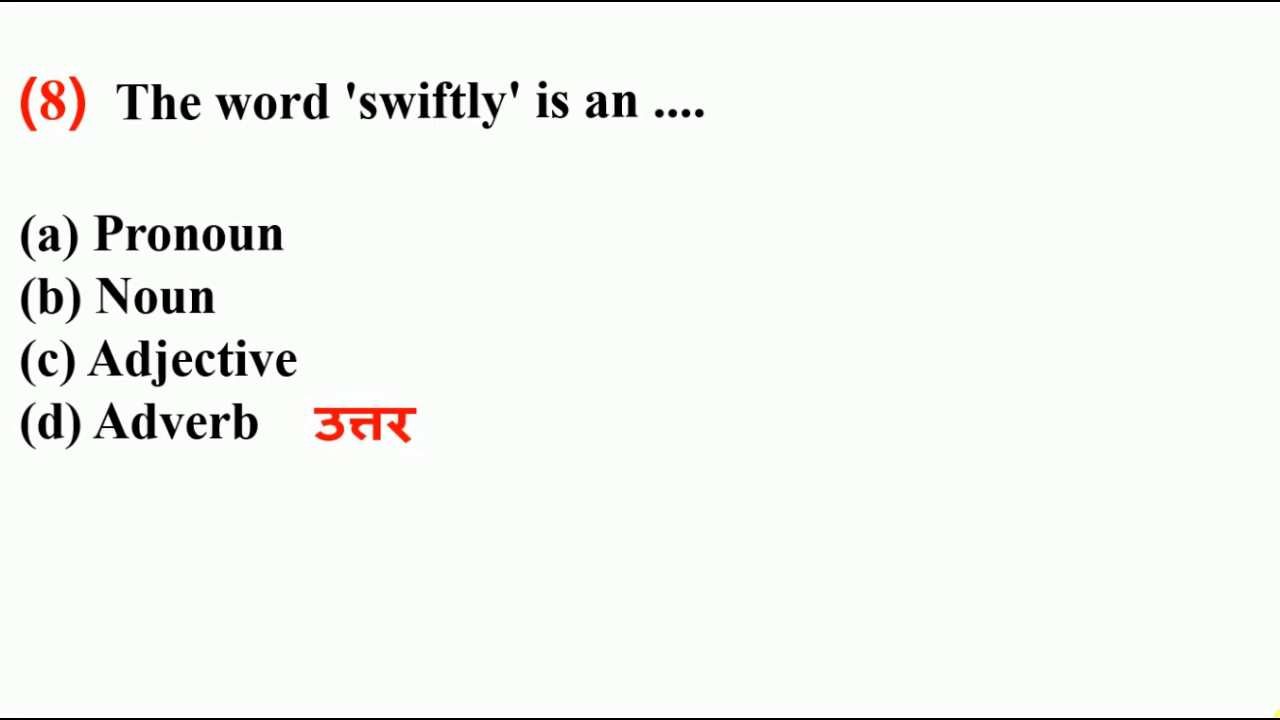 (8) The word 'swiftly' is an ....
(a) Pronoun
(b) Noun
(c) Adjective
(d) Adverb उत्तर